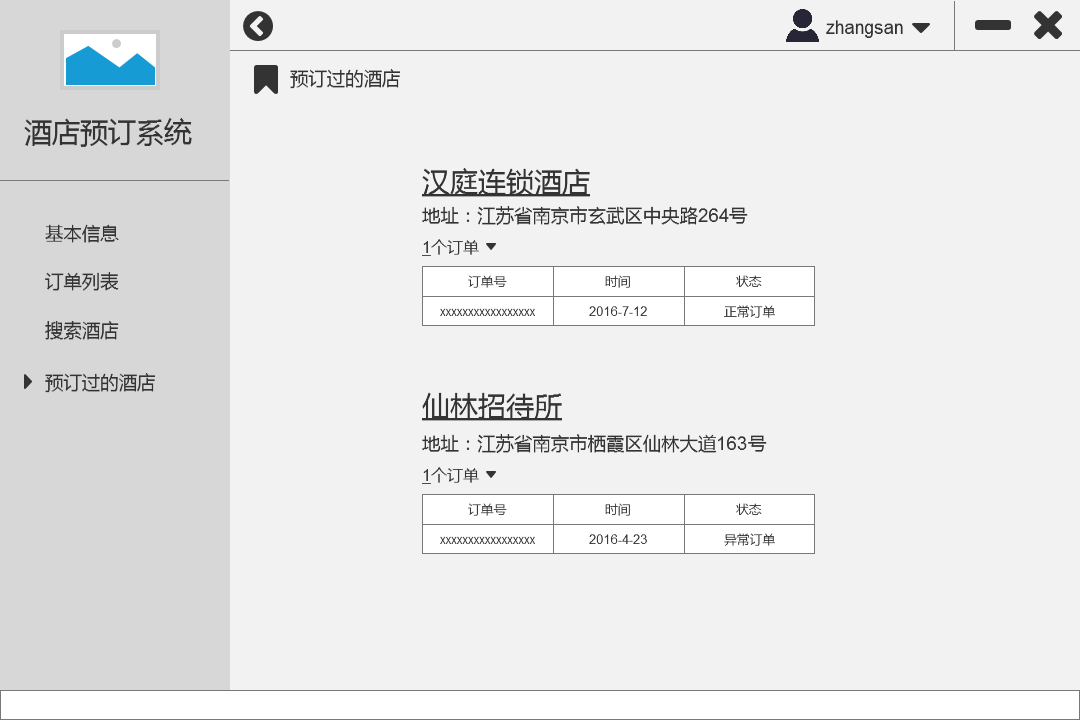 zhangsan
酒店预订系统
基本信息
订单列表
搜索酒店
预订过的酒店
预订过的酒店
汉庭连锁酒店
地址：江苏省南京市玄武区中央路264号
1个订单
订单号 时间 状态
xxxxxxxxxxxxxxxxx 2016-7-12 正常订单
仙林招待所
地址：江苏省南京市栖霞区仙林大道163号
1个订单
订单号 时间 状态
xxxxxxxxxxxxxxxxx 2016-4-23 异常订单